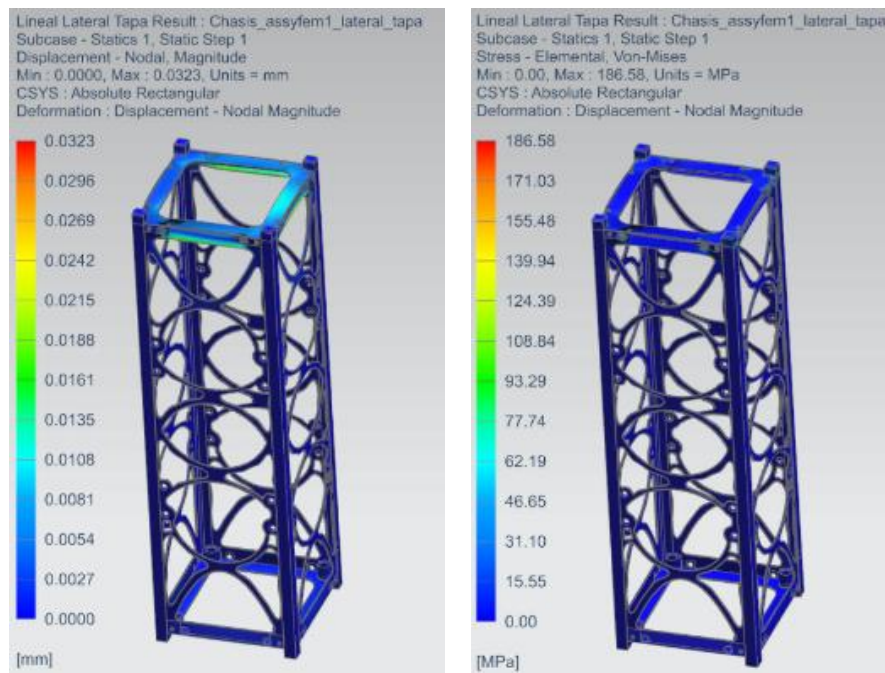 Lineal Lateral Tapa Result : Chasis_assyfem1_lateral_tapa
Subcase - Statics 1, Static Step 1
Displacement - Nodal, Magnitude
Min : 0.0000, Max : 0.0323, Units = mm
CSYS : Absolute Rectangular
Deformation : Displacement - Nodal Magnitude
0.0323
0.0296
0.0269
0.0242
0.0215
0.0188
0.0161
0.0135
0.0108
0.0081
0.0054
0.0027
0.0000
[mm]
Lineal Lateral Tapa Result : Chasis_assyfem1_lateral_tapa
Subcase - Statics 1, Static Step 1
Stress - Elemental, Von-Mises
Min : 0.00, Max : 186.58, Units = MPa
CSYS : Absolute Rectangular
Deformation : Displacement - Nodal Magnitude
186.58
171.03
155.48
139.94
124.39
108.84
93.29
77.74
62.19
46.65
31.10
15.55
0.00
[MPa]